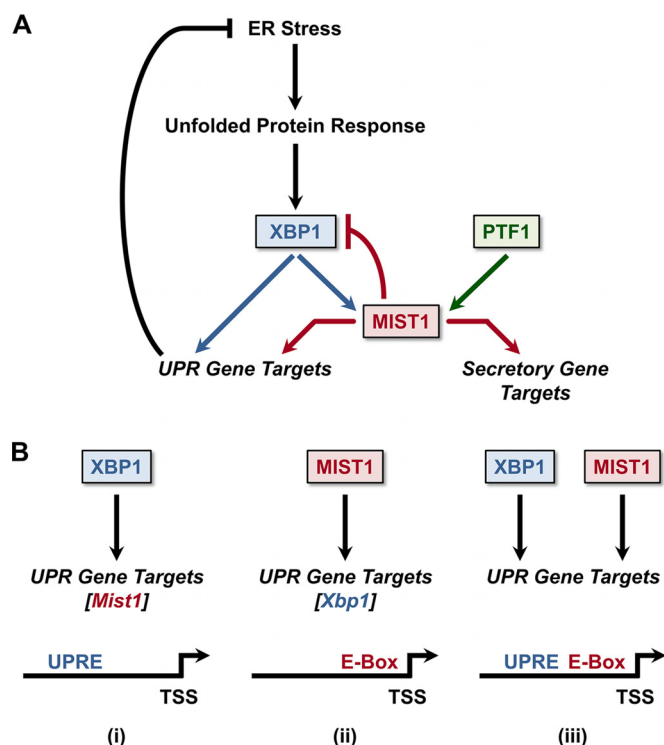 A
ER Stress
Unfolded Protein Response
XBP1
PTF1
MIST1
UPR Gene Targets
Secretory Gene
Targets
B
XBP1
MIST1
XBP1
MIST1
UPR Gene Targets
[Mist1]
UPR Gene Targets
[Xbp1]
UPR Gene Targets
UPRE
E-Box
UPRE E-Box
TSS
TSS
TSS
(i)
(ii)
(iii)